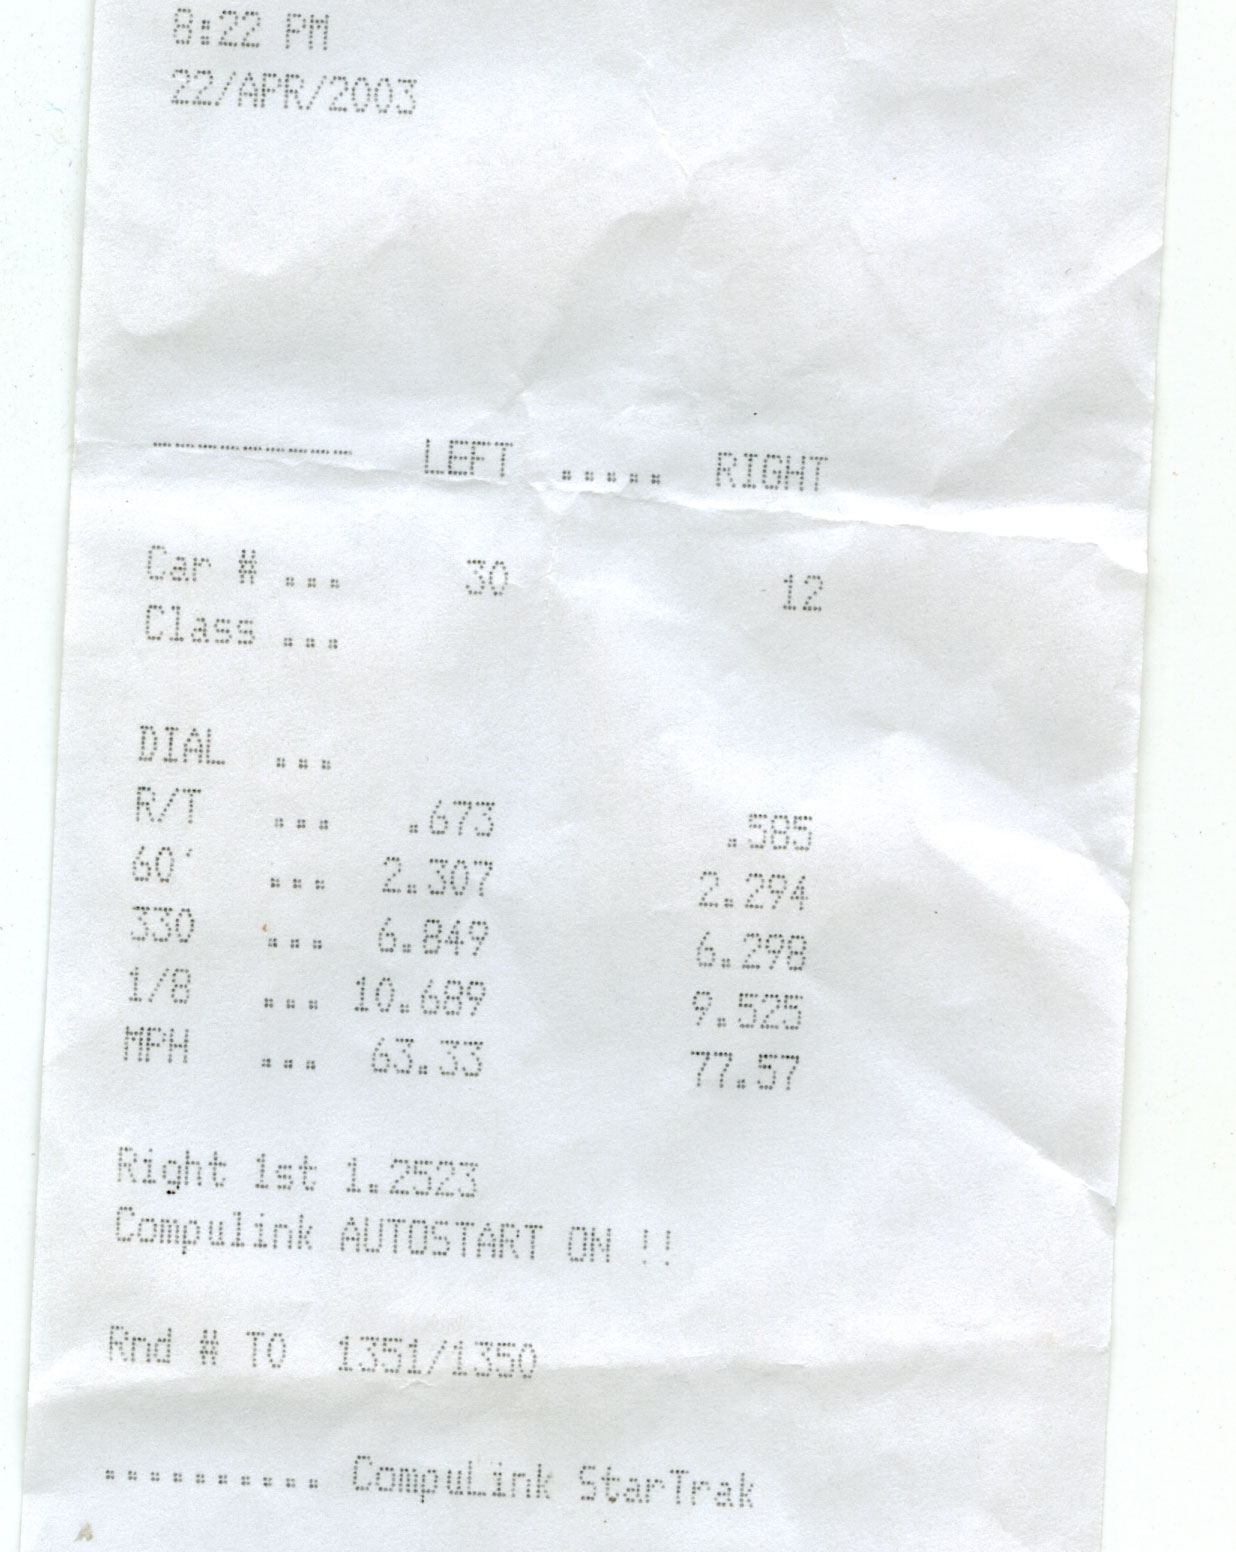 8:22 PM
22/APR/2003
--------------- LEFT ..... RIGHT
Car # ... 30 12
Class ...
DIAL ...
R/T ... .673 .585
60' ... 2.307 2.294
330 ... 6.849 6.298
1/8 ... 10.689 9.525
MPH ... 63.33 77.57
Right 1st 1.2523
Compulink AUTOSTART ON !!
Rnd # TO 1351/1350
.......... CompuLink StarTrak